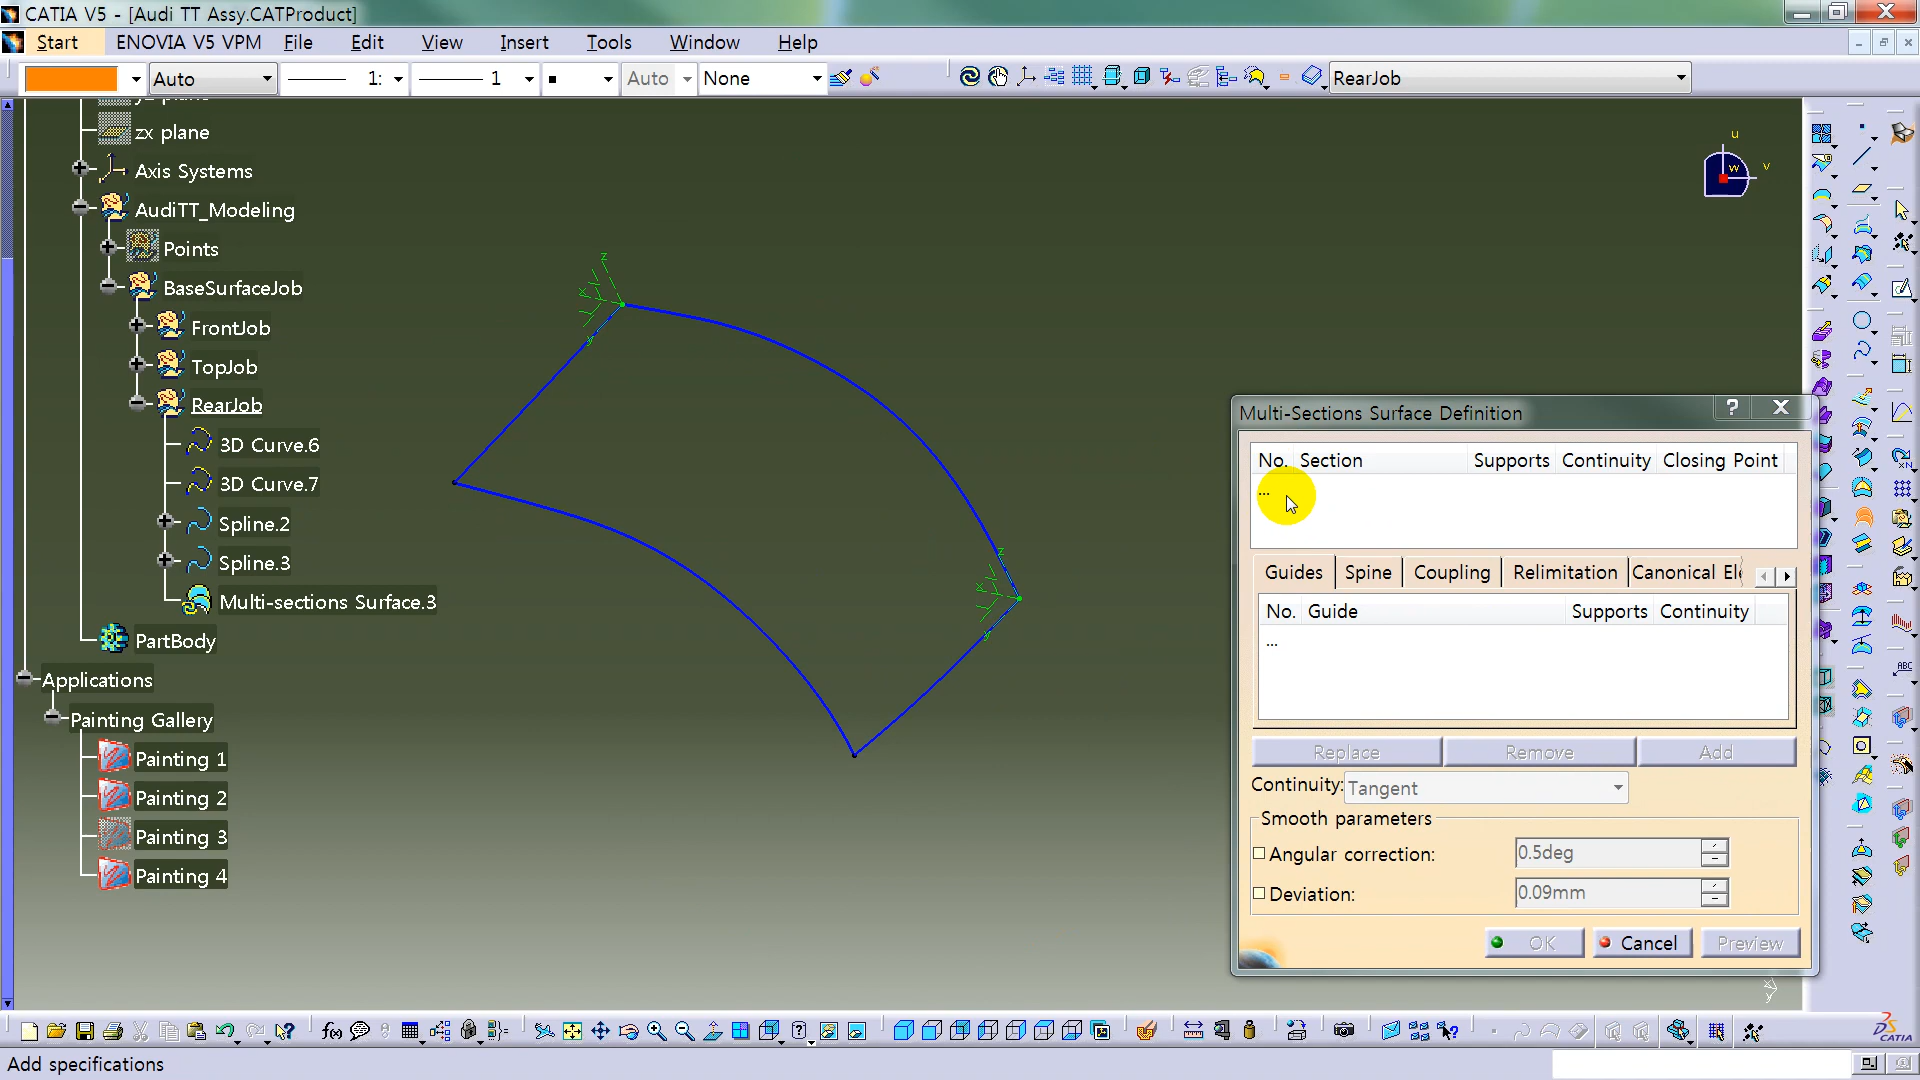 CATIA V5 - [Audi TT Assy.CATProduct]
Start ENOVIA V5 VPM File Edit View Insert Tools Window Help
Auto 1: 1 Auto None RearJob
zx plane
Axis Systems
AudiTT_Modeling
Points
BaseSurfaceJob
FrontJob
TopJob
RearJob
3D Curve.6
3D Curve.7
Spline.2
Spline.3
Multi-sections Surface.3
PartBody
Applications
Painting Gallery
Painting 1
Painting 2
Painting 3
Painting 4
z
x
y
z
x
y
u
v
w
Multi-Sections Surface Definition
No. Section Supports Continuity Closing Point
...
Guides Spine Coupling Relimitation Canonical Ele
No. Guide Supports Continuity
...
Replace Remove Add
Continuity: Tangent
Smooth parameters
Angular correction: 0.5deg
Deviation: 0.09mm
OK Cancel Preview
ABC
f(x)
CATIA
Add specifications